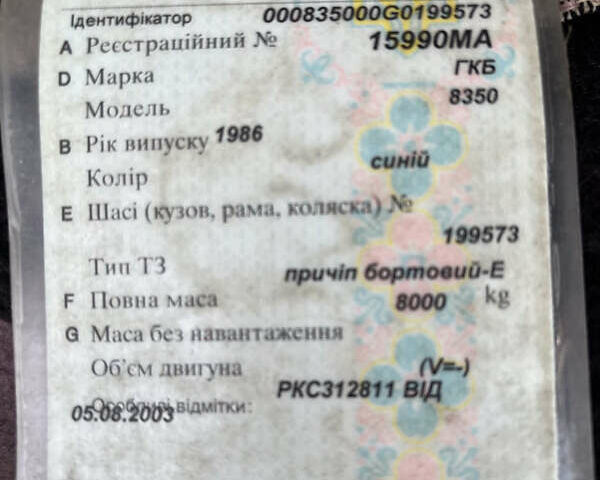 Ідентифікатор 000835000G0199573
A Реєстраційний № 15990МА
D Марка ГКБ
Модель 8350
B Рік випуску 1986
Колір синій
E Шасі (кузов, рама, коляска) №
199573
Тип ТЗ причіп бортовий-Е
F Повна маса 8000 kg
G Маса без навантаження
Об'єм двигуна (V=-)
РКС312811 ВІД
Особливі відмітки:
05.08.2003